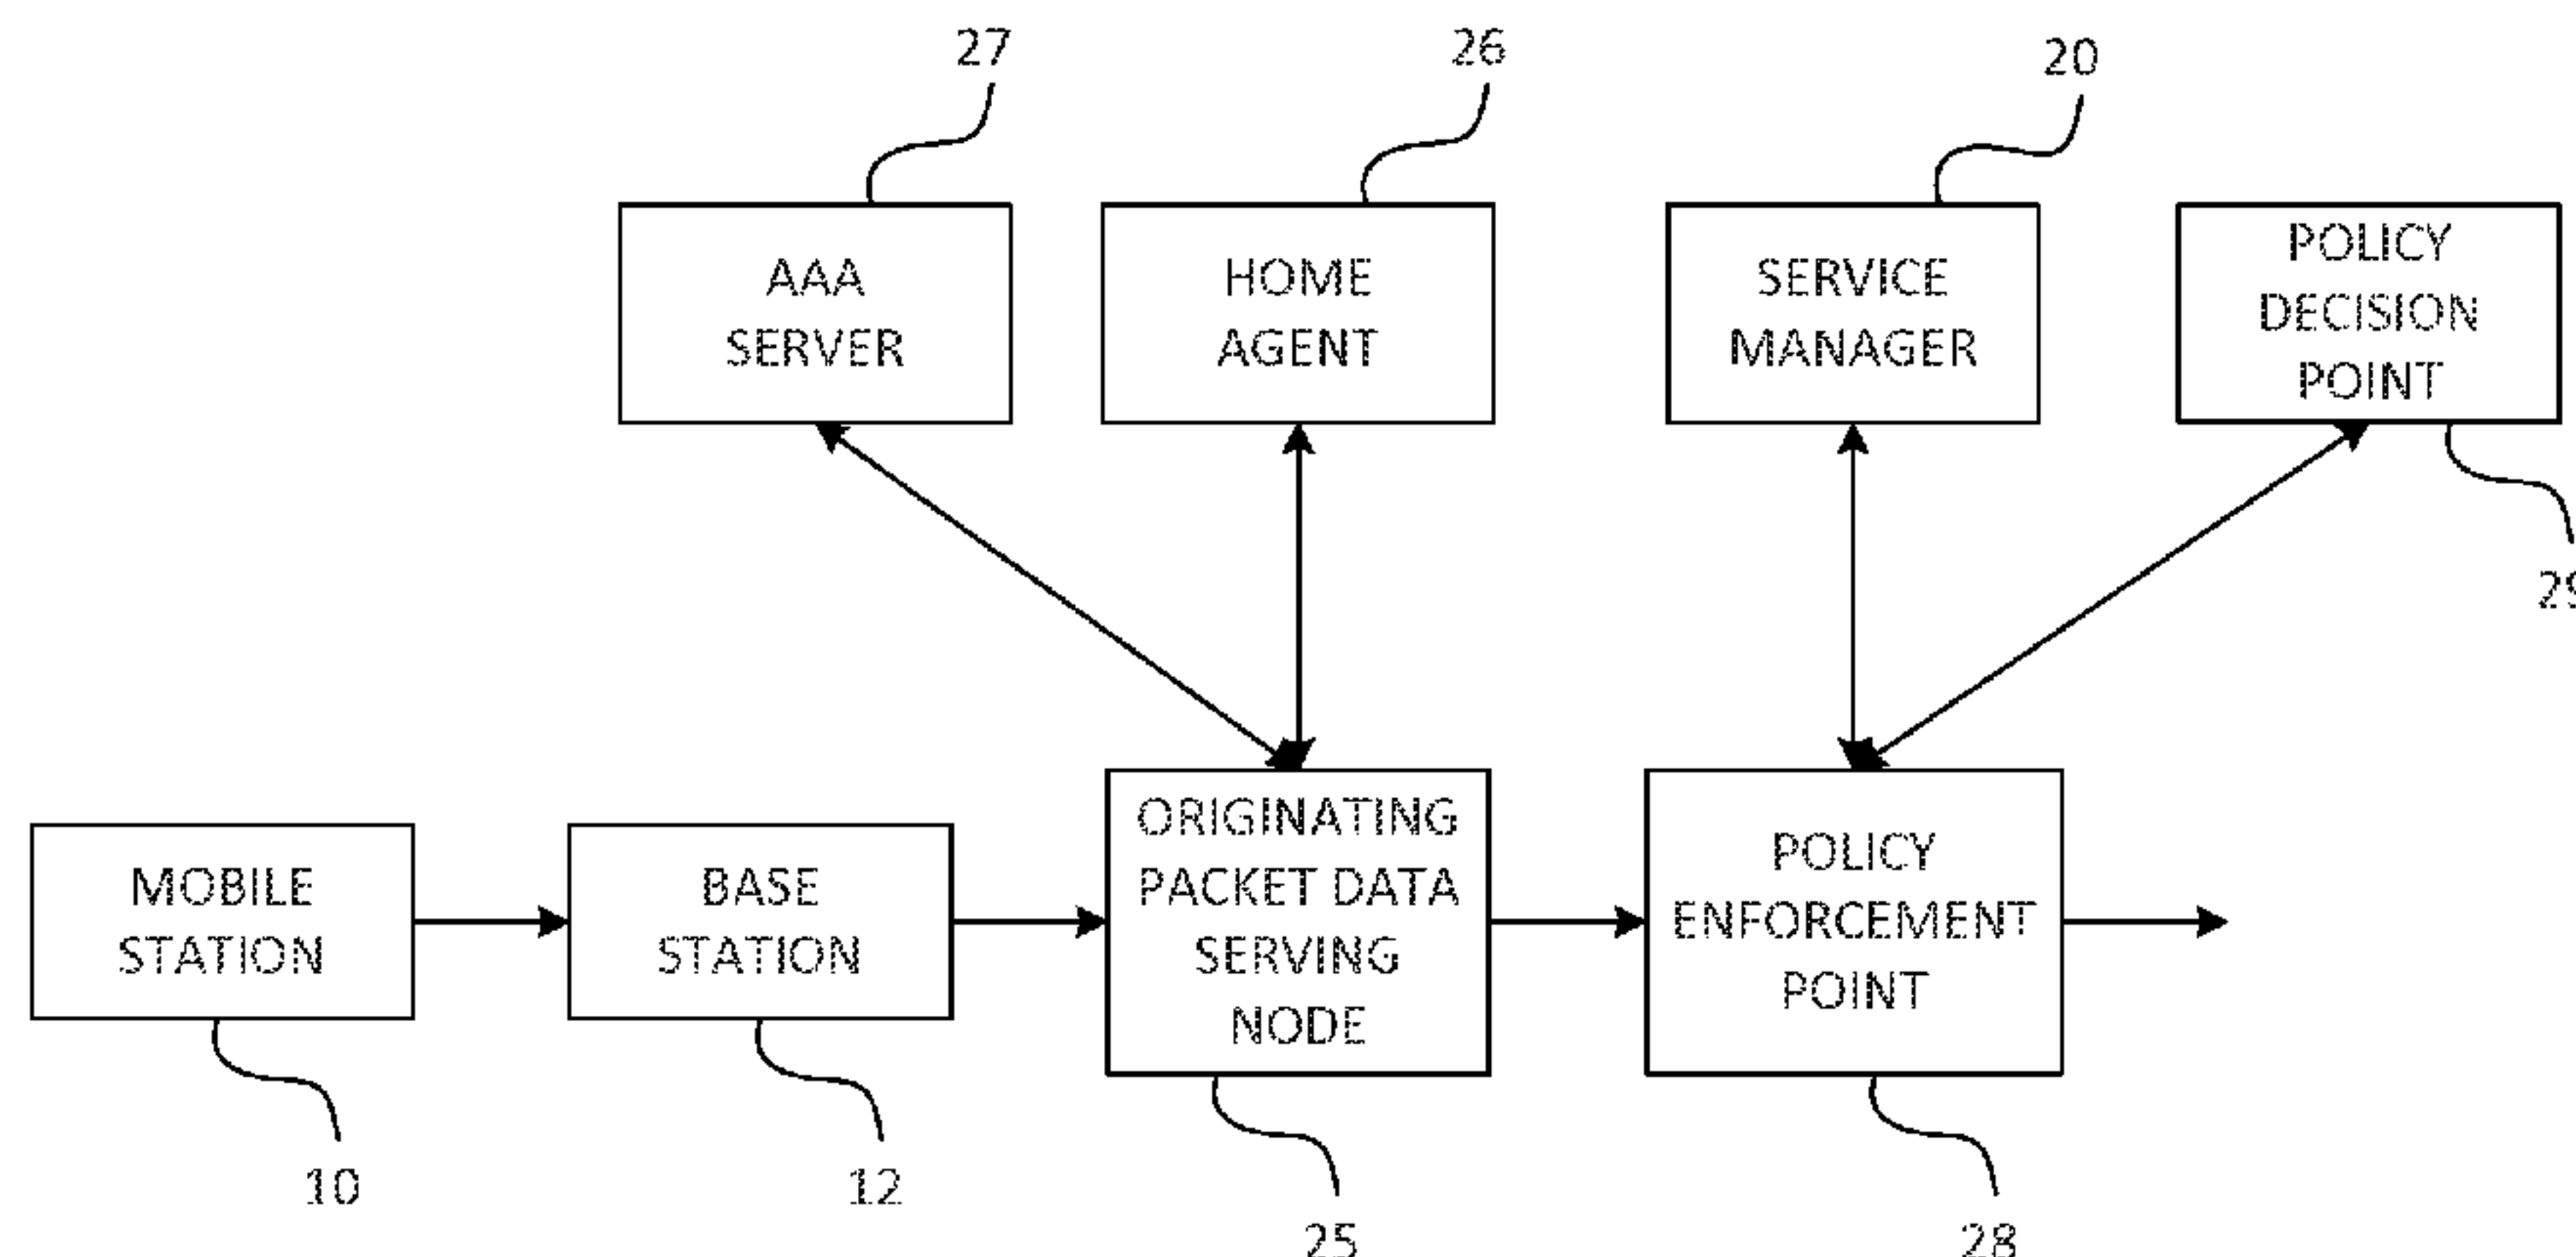 27
26
20
AAA
SERVER
HOME
AGENT
SERVICE
MANAGER
POLICY
DECISION
POINT
29
MOBILE
STATION
BASE
STATION
ORIGINATING
PACKET DATA
SERVING
NODE
POLICY
ENFORCEMENT
POINT
10
12
25
28